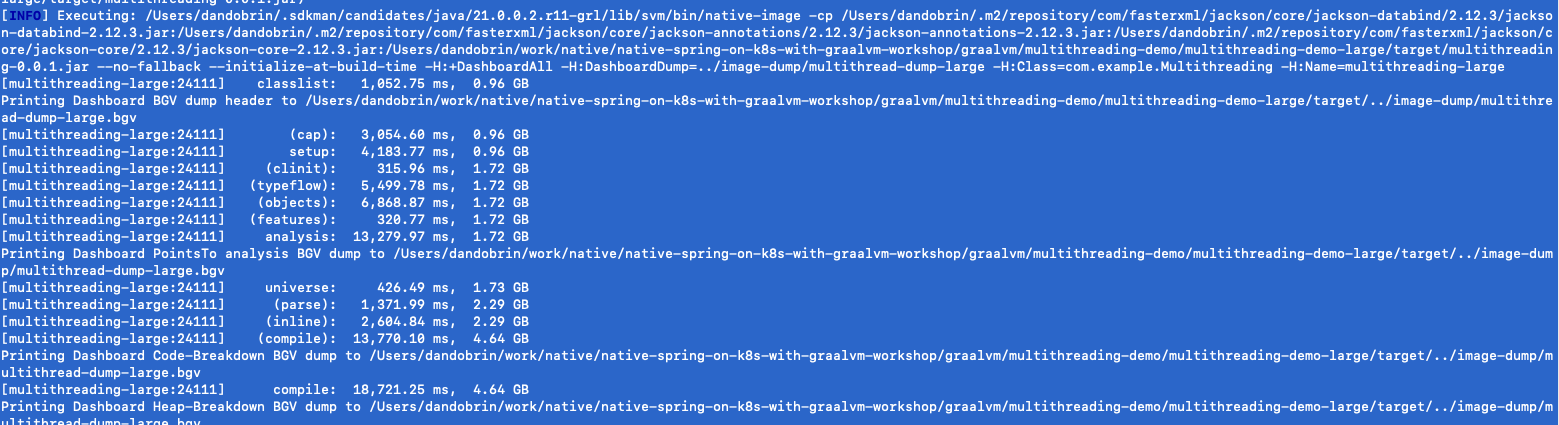 large/target/multithreading-0.0.1.jar)
[INFO] Executing: /Users/dandobrin/.sdkman/candidates/java/21.0.0.2.r11-grl/lib/svm/bin/native-image -cp /Users/dandobrin/.m2/repository/com/fasterxml/jackson/core/jackson-databind/2.12.3/jackso
n-databind-2.12.3.jar:/Users/dandobrin/.m2/repository/com/fasterxml/jackson/core/jackson-annotations/2.12.3/jackson-annotations-2.12.3.jar:/Users/dandobrin/.m2/repository/com/fasterxml/jackson/c
ore/jackson-core/2.12.3/jackson-core-2.12.3.jar:/Users/dandobrin/work/native/native-spring-on-k8s-with-graalvm-workshop/graalvm/multithreading-demo/multithreading-demo-large/target/multithreadin
g-0.0.1.jar --no-fallback --initialize-at-build-time -H:+DashboardAll -H:DashboardDump=../image-dump/multithread-dump-large -H:Class=com.example.Multithreading -H:Name=multithreading-large
[multithreading-large:24111]    classlist:   1,052.75 ms,  0.96 GB
Printing Dashboard BGV dump header to /Users/dandobrin/work/native/native-spring-on-k8s-with-graalvm-workshop/graalvm/multithreading-demo/multithreading-demo-large/target/../image-dump/multithre
ad-dump-large.bgv
[multithreading-large:24111]        (cap):   3,054.60 ms,  0.96 GB
[multithreading-large:24111]        setup:   4,183.77 ms,  0.96 GB
[multithreading-large:24111]     (clinit):     315.96 ms,  1.72 GB
[multithreading-large:24111]   (typeflow):   5,499.78 ms,  1.72 GB
[multithreading-large:24111]    (objects):   6,868.87 ms,  1.72 GB
[multithreading-large:24111]   (features):     320.77 ms,  1.72 GB
[multithreading-large:24111]     analysis:  13,279.97 ms,  1.72 GB
Printing Dashboard PointsTo analysis BGV dump to /Users/dandobrin/work/native/native-spring-on-k8s-with-graalvm-workshop/graalvm/multithreading-demo/multithreading-demo-large/target/../image-dum
p/multithread-dump-large.bgv
[multithreading-large:24111]     universe:     426.49 ms,  1.73 GB
[multithreading-large:24111]      (parse):   1,371.99 ms,  2.29 GB
[multithreading-large:24111]     (inline):   2,604.84 ms,  2.29 GB
[multithreading-large:24111]    (compile):  13,770.10 ms,  4.64 GB
Printing Dashboard Code-Breakdown BGV dump to /Users/dandobrin/work/native/native-spring-on-k8s-with-graalvm-workshop/graalvm/multithreading-demo/multithreading-demo-large/target/../image-dump/m
ultithread-dump-large.bgv
[multithreading-large:24111]      compile:  18,721.25 ms,  4.64 GB
Printing Dashboard Heap-Breakdown BGV dump to /Users/dandobrin/work/native/native-spring-on-k8s-with-graalvm-workshop/graalvm/multithreading-demo/multithreading-demo-large/target/../image-dump/m
ultithread-dump-large.bgv